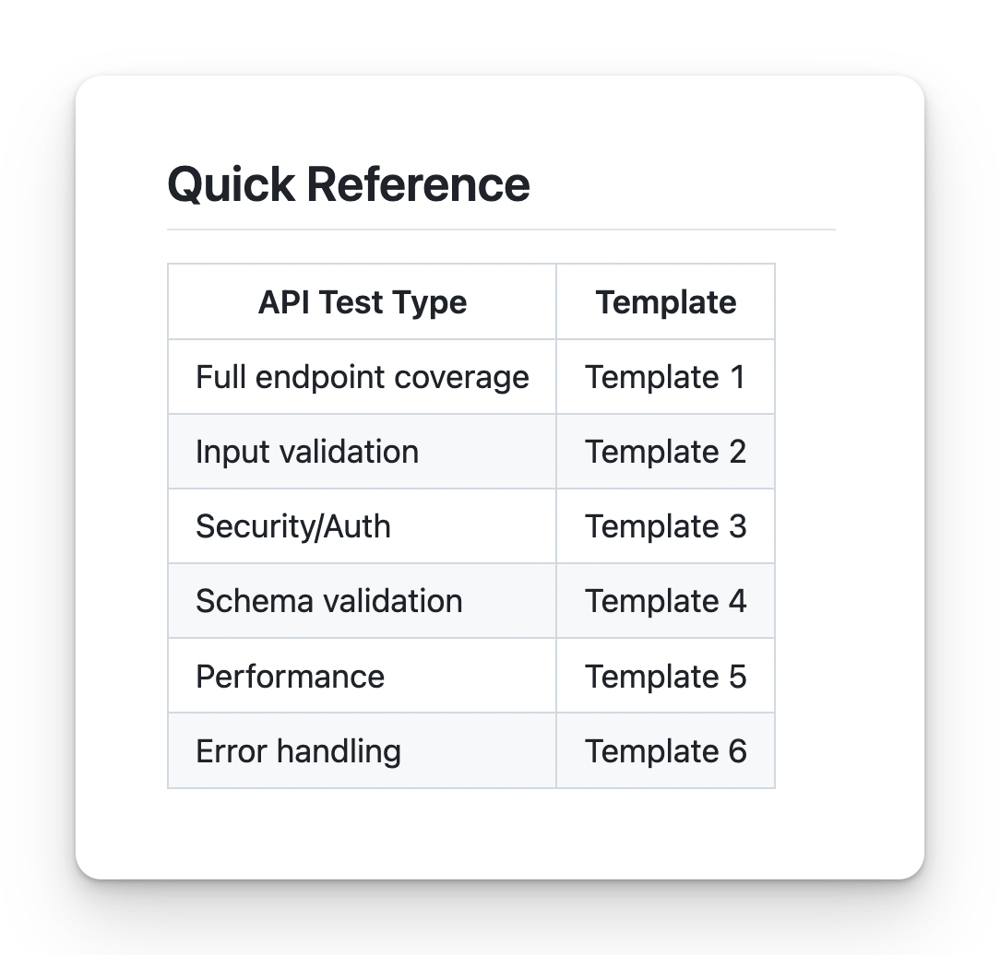 Quick Reference
API Test Type Template
Full endpoint coverage Template 1
Input validation Template 2
Security/Auth Template 3
Schema validation Template 4
Performance Template 5
Error handling Template 6